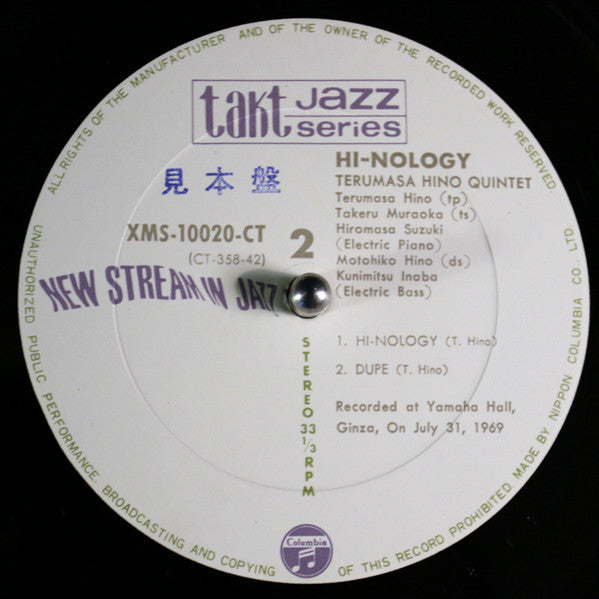 ALL RIGHTS OF THE MANUFACTURER AND OF THE OWNER OF THE RECORDED WORK RESERVED
UNAUTHORIZED PUBLIC PERFORMANCE, BROADCASTING AND COPYING OF THIS RECORD PROHIBITED. MADE BY NIPPON COLUMBIA CO., LTD.
takt JAZZ
series
見本盤
HI-NOLOGY
TERUMASA HINO QUINTET
Terumasa Hino (tp)
Takeru Muraoka (ts)
Hiromasa Suzuki
(Electric Piano)
Motohiko Hino (ds)
Kunimitsu Inaba
(Electric Bass)
XMS-10020-CT
(CT-358-42)
2
NEW STREAM IN JAZZ
STEREO 33 1/3 RPM
1. HI-NOLOGY (T. Hino)
2. DUPE (T. Hino)
Recorded at Yamaha Hall,
Ginza, On July 31, 1969
Columbia